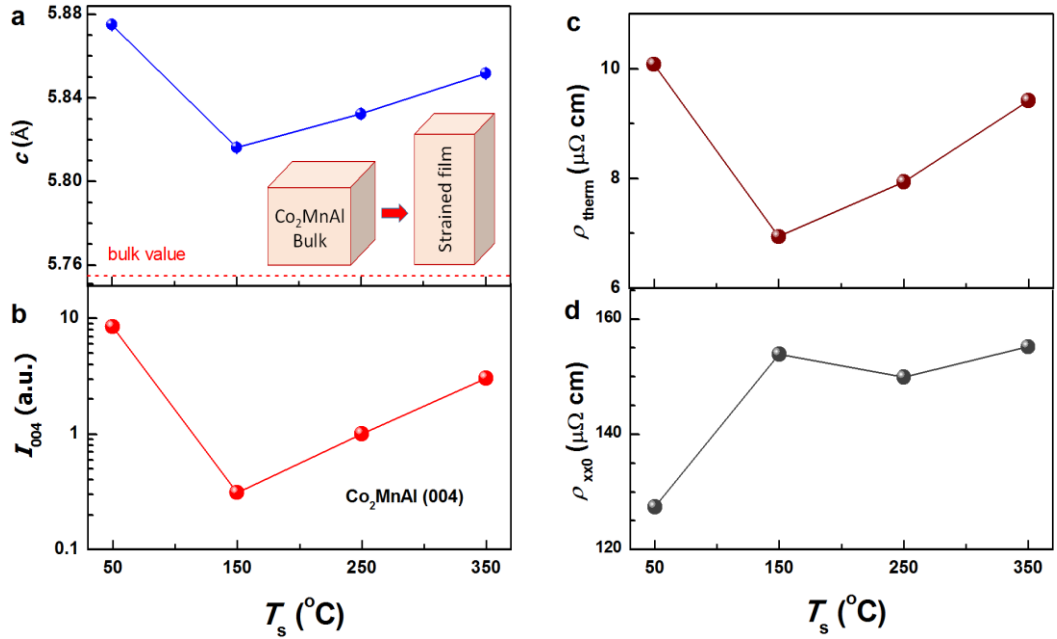 a
5.88
5.84
5.80
5.76
c (Å)
Co₂MnAl
Bulk
Strained film
bulk value
b
10
1
0.1
I₀₀₄ (a.u.)
Co₂MnAl (004)
50 150 250 350
Tₛ (°C)
c
10
8
6
ρ therm (μΩ cm)
d
160
140
120
ρ xx0 (μΩ cm)
50 150 250 350
Tₛ (°C)